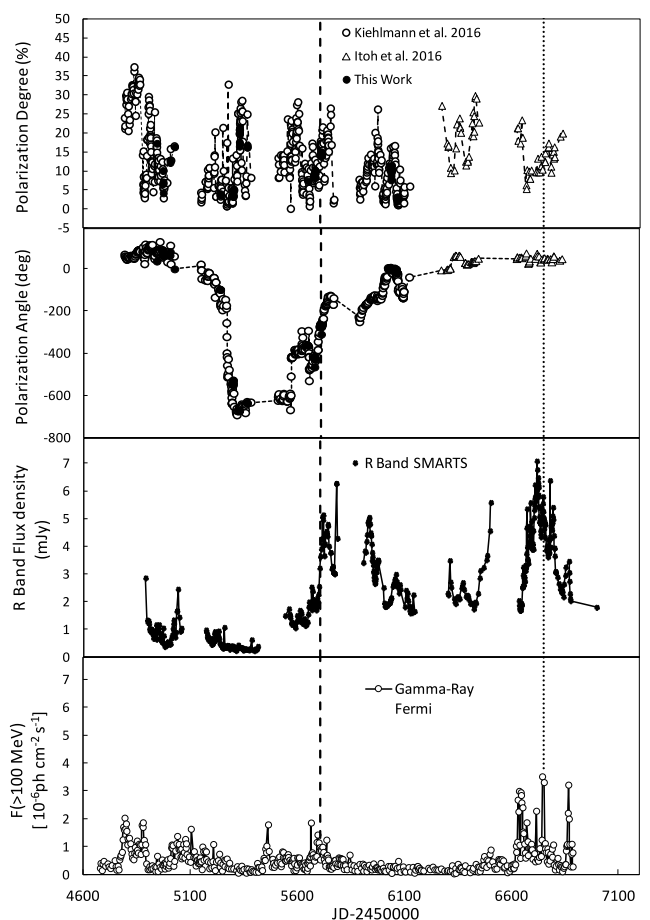 Polarization Degree (%)
50
45
40
35
30
25
20
15
10
5
0
-5
Kiehlmann et al. 2016
Itoh et al. 2016
This Work
Polarization Angle (deg)
0
-200
-400
-600
-800
R Band Flux density
(mJy)
7
6
5
4
3
2
1
0
R Band SMARTS
F(>100 MeV)
[ 10-6ph cm-2 s-1]
7
6
5
4
3
2
1
0
Gamma-Ray
Fermi
4600 5100 5600 6100 6600 7100
JD-2450000